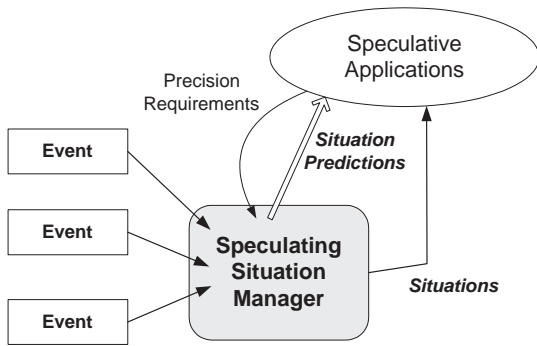 Speculative
Applications
Precision
Requirements
Situation
Predictions
Event
Event
Event
Speculating
Situation
Manager
Situations